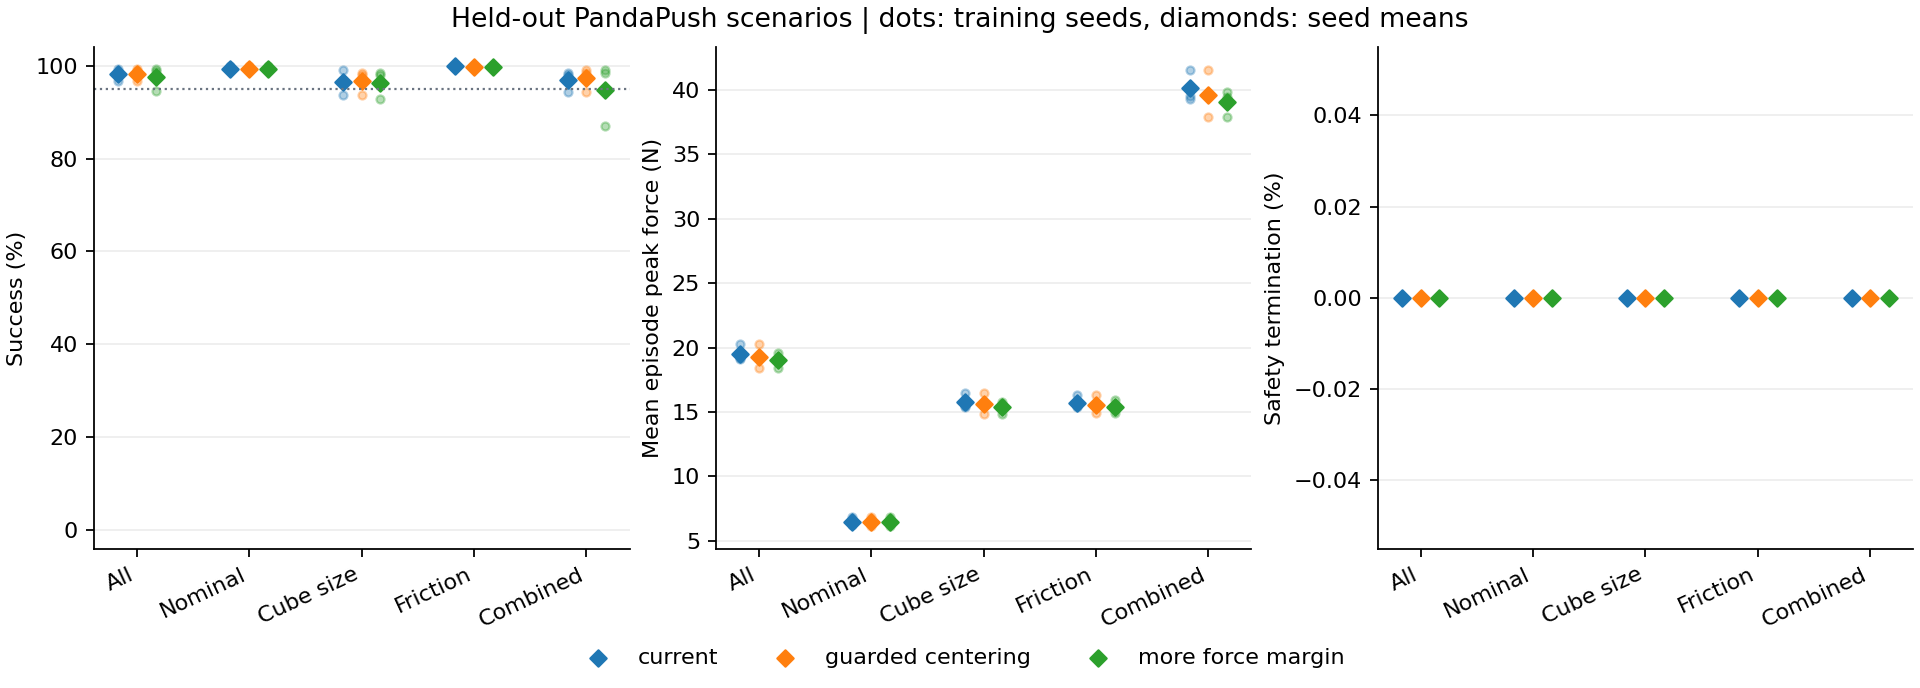 Held-out PandaPush scenarios | dots: training seeds, diamonds: seed means
Success (%)
100
80
60
40
20
0
All
Nominal
Cube size
Friction
Combined
Mean episode peak force (N)
40
35
30
25
20
15
10
5
All
Nominal
Cube size
Friction
Combined
Safety termination (%)
0.04
0.02
0.00
−0.02
−0.04
All
Nominal
Cube size
Friction
Combined
current
guarded centering
more force margin